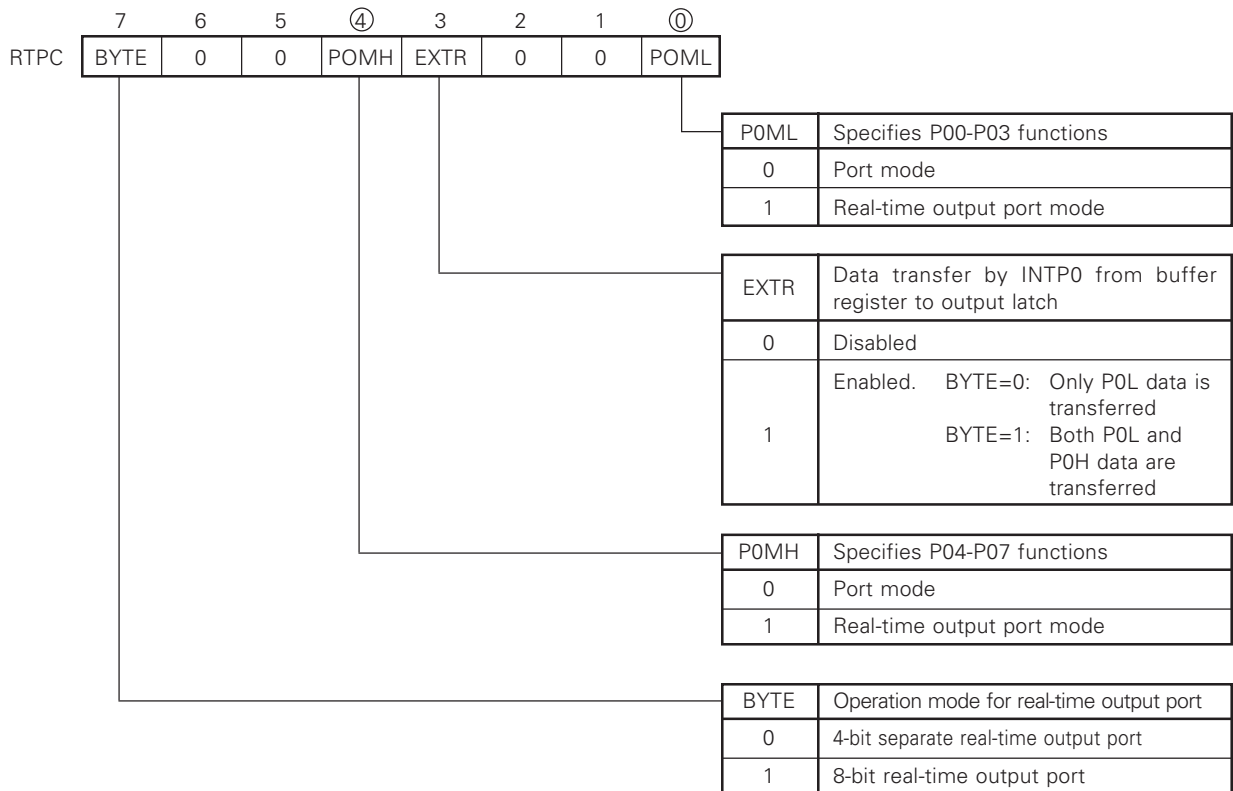 7 6 5 ④ 3 2 1 ⓪
RTPC BYTE 0 0 POMH EXTR 0 0 POML
P0ML Specifies P00-P03 functions
0 Port mode
1 Real-time output port mode
EXTR Data transfer by INTP0 from buffer
register to output latch
0 Disabled
1 Enabled. BYTE=0: Only P0L data is
transferred
BYTE=1: Both P0L and
P0H data are
transferred
P0MH Specifies P04-P07 functions
0 Port mode
1 Real-time output port mode
BYTE Operation mode for real-time output port
0 4-bit separate real-time output port
1 8-bit real-time output port